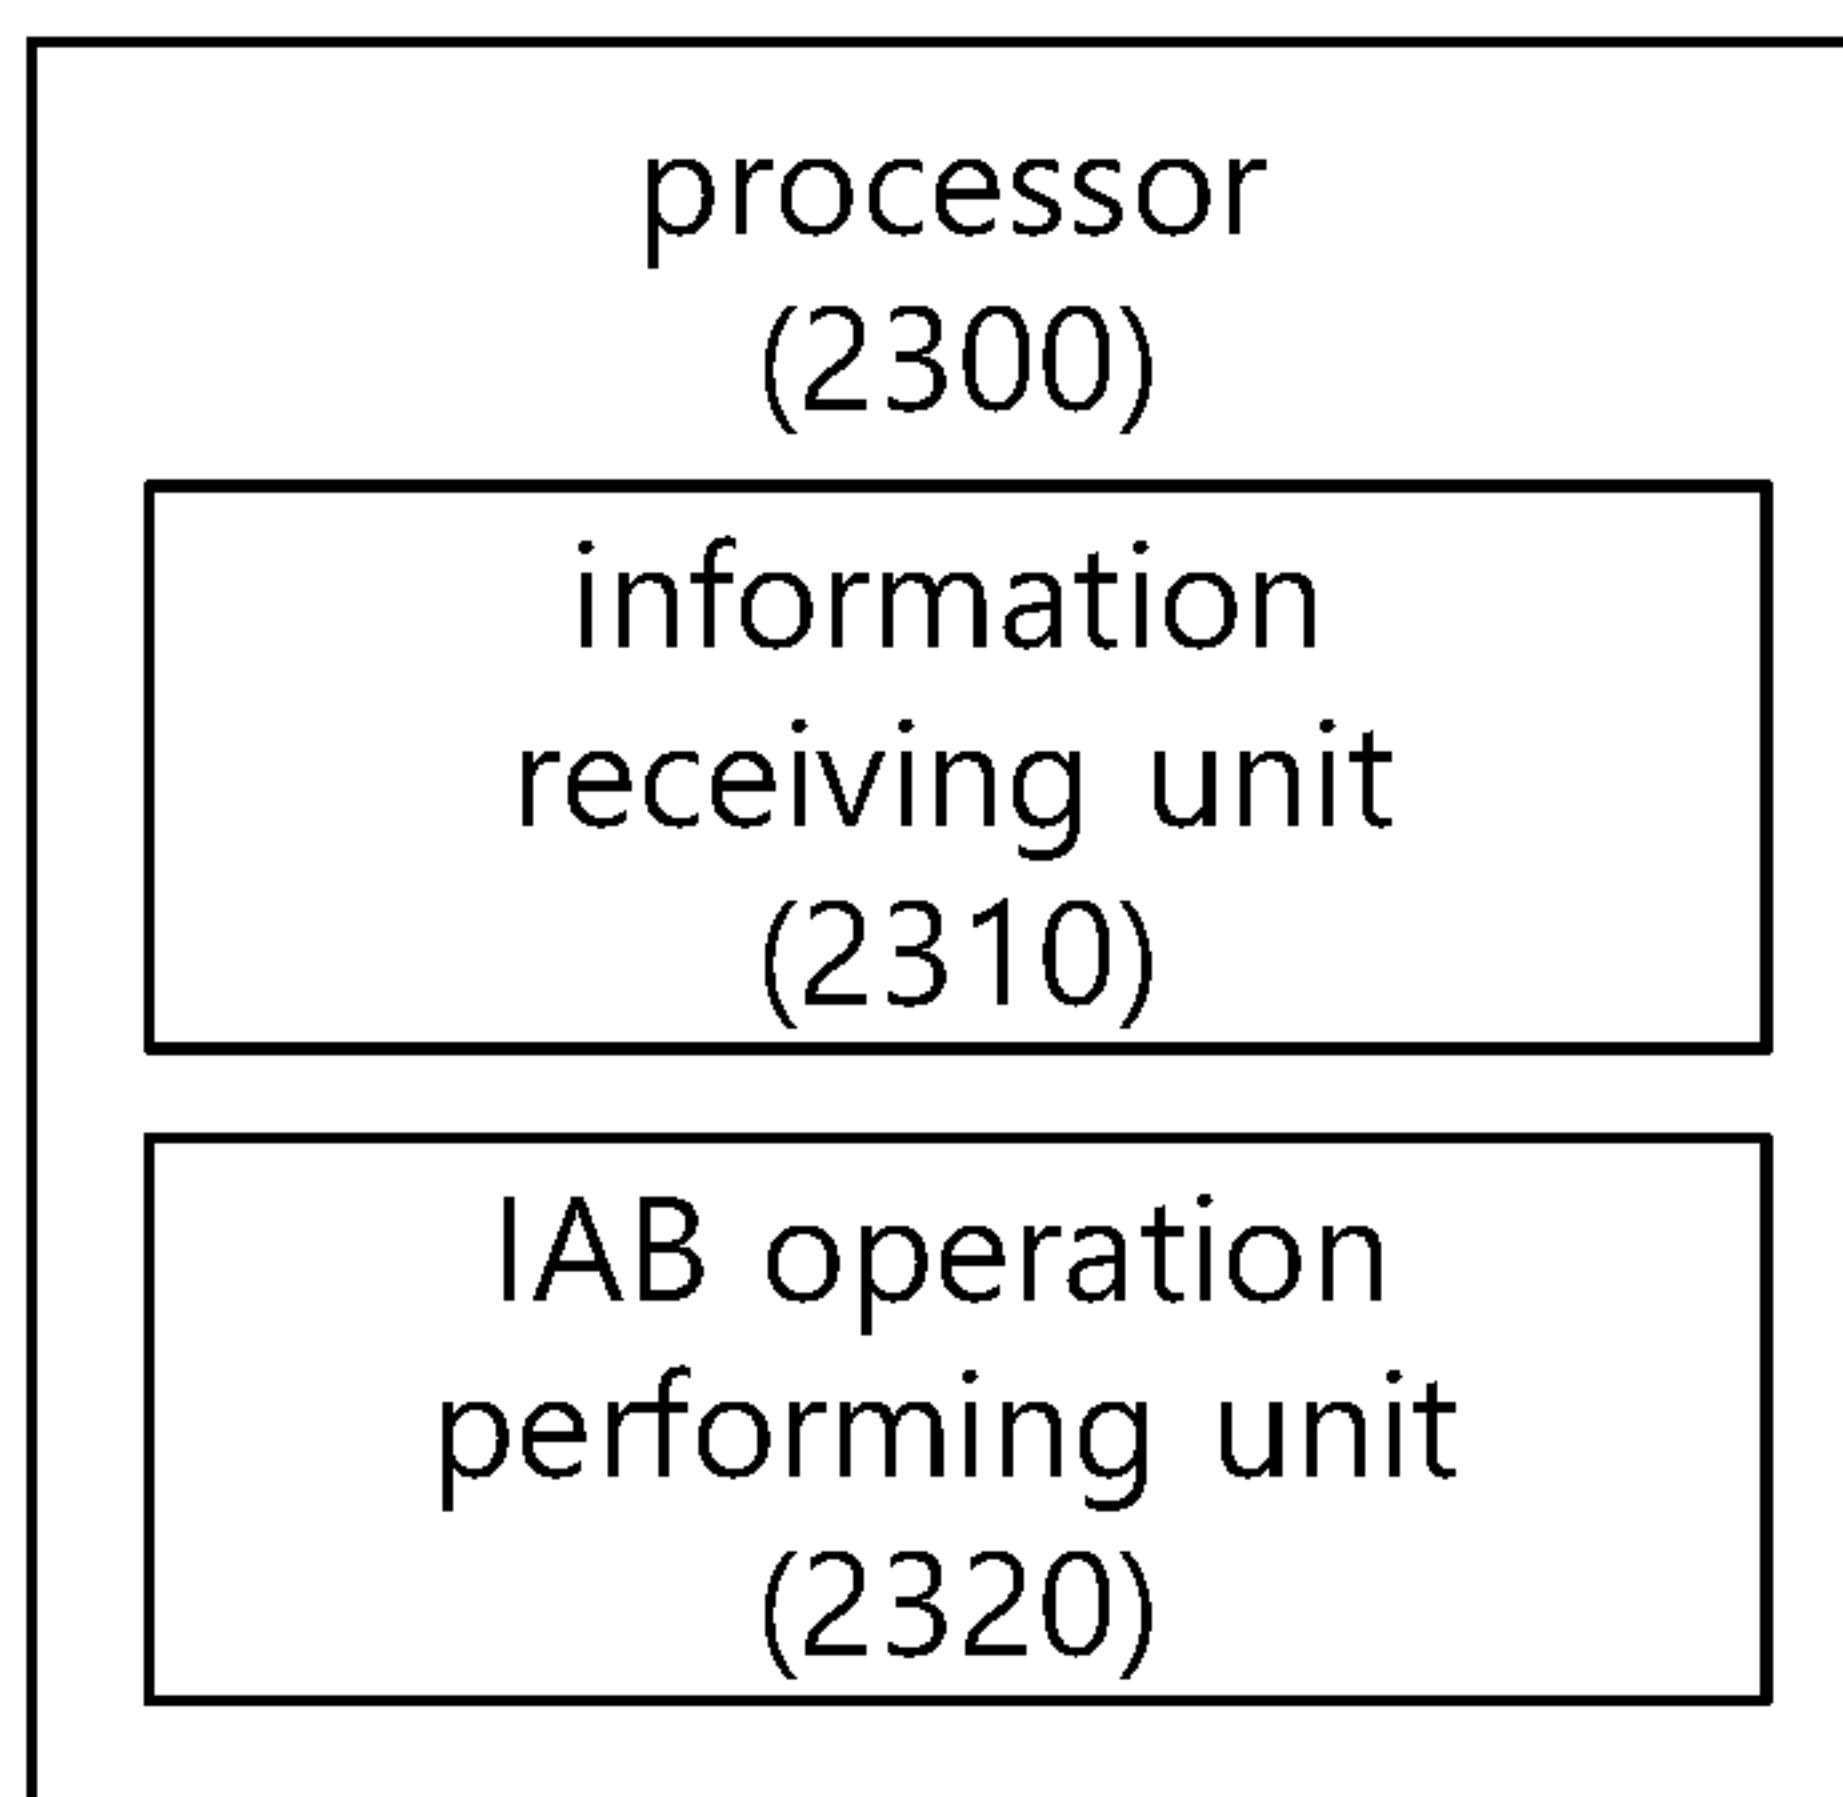 processor
(2300)
information
receiving unit
(2310)
IAB operation
performing unit
(2320)